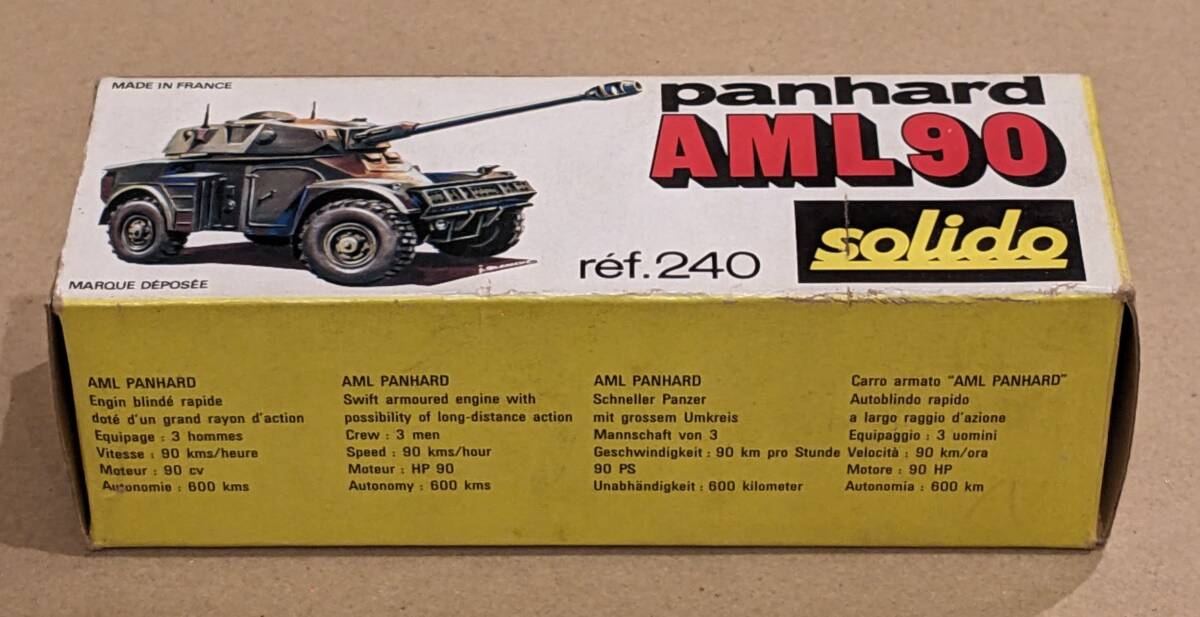 MADE IN FRANCE
panhard
AML90
solido
réf.240
MARQUE DÉPOSÉE
AML PANHARD
Engin blindé rapide
doté d'un grand rayon d'action
Equipage : 3 hommes
Vitesse : 90 kms/heure
Moteur : 90 cv
Autonomie : 600 kms
AML PANHARD
Swift armoured engine with
possibility of long-distance action
Crew : 3 men
Speed : 90 kms/hour
Moteur : HP 90
Autonomy : 600 kms
AML PANHARD
Schneller Panzer
mit grossem Umkreis
Mannschaft von 3
Geschwindigkeit : 90 km pro Stunde
90 PS
Unabhändigkeit : 600 kilometer
Carro armato "AML PANHARD"
Autoblindo rapido
a largo raggio d'azione
Equipaggio : 3 uomini
Velocità : 90 km/ora
Motore : 90 HP
Autonomia : 600 km